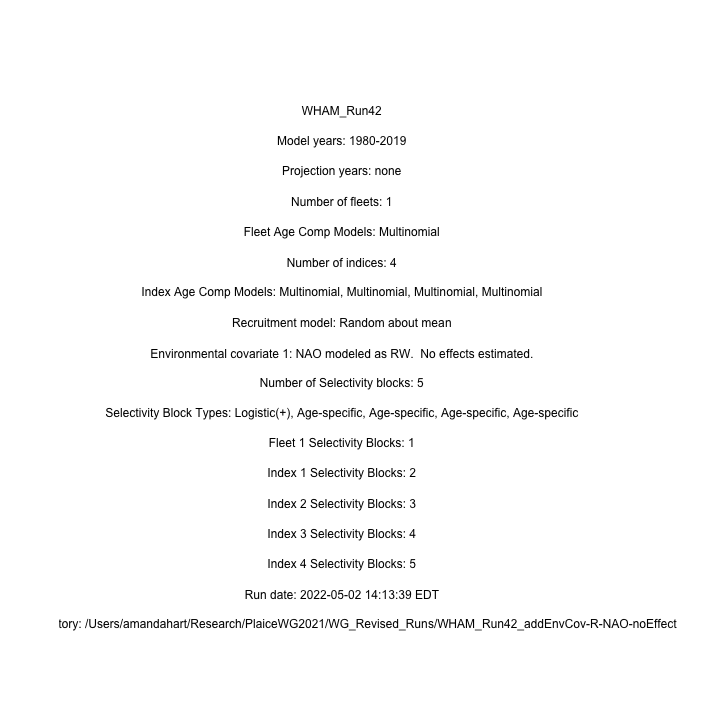 WHAM_Run42
Model years: 1980-2019
Projection years: none
Number of fleets: 1
Fleet Age Comp Models: Multinomial
Number of indices: 4
Index Age Comp Models: Multinomial, Multinomial, Multinomial, Multinomial
Recruitment model: Random about mean
Environmental covariate 1: NAO modeled as RW.  No effects estimated.
Number of Selectivity blocks: 5
Selectivity Block Types: Logistic(+), Age-specific, Age-specific, Age-specific, Age-specific
Fleet 1 Selectivity Blocks: 1
Index 1 Selectivity Blocks: 2
Index 2 Selectivity Blocks: 3
Index 3 Selectivity Blocks: 4
Index 4 Selectivity Blocks: 5
Run date: 2022-05-02 14:13:39 EDT
tory: /Users/amandahart/Research/PlaiceWG2021/WG_Revised_Runs/WHAM_Run42_addEnvCov-R-NAO-noEffect